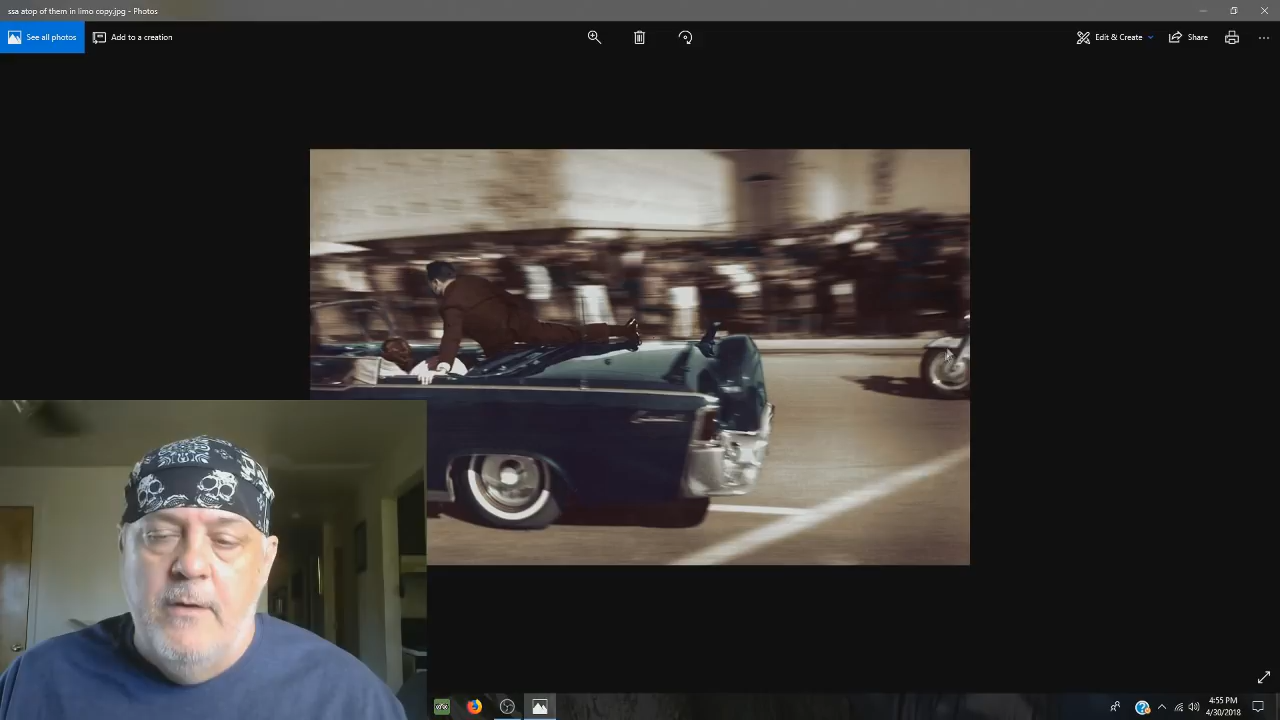 ssa atop of them in limo copy.jpg - Photos
See all photos
Add to a creation
Edit & Create
Share
4:55 PM
4/30/2018